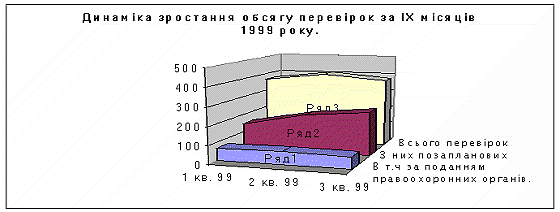 Динаміка зростання обсягу перевірок за ІХ місяців
1999 року.
500
400
300
200
100
0
Ряд3
Ряд2
Ряд1
1 кв. 99
2 кв. 99
3 кв. 99
Всього перевірок
З них позапланових
В т.ч за поданням
правоохоронних органів.